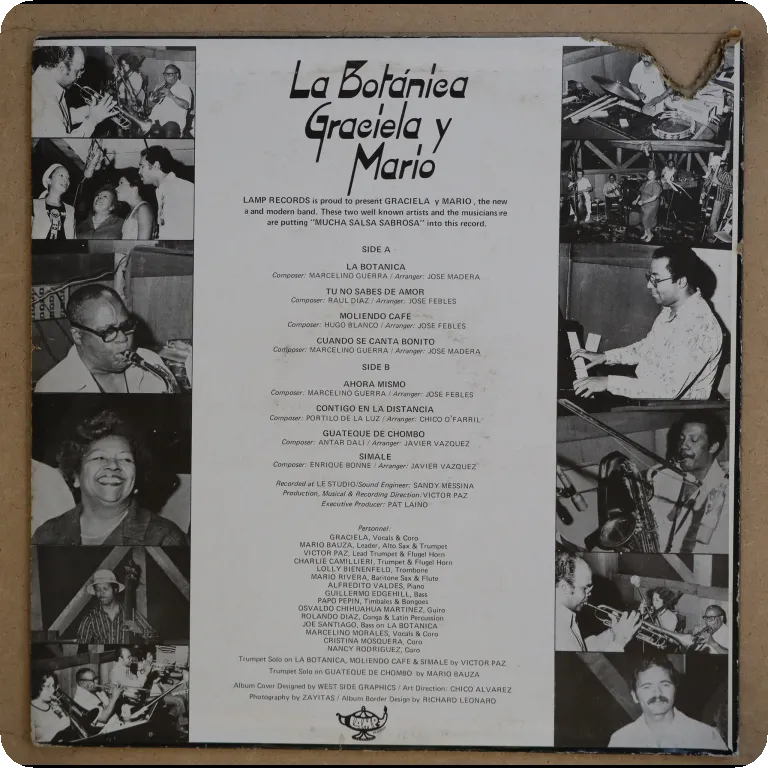 La Botánica
Graciela y
Mario
LAMP RECORDS is proud to present GRACIELA y MARIO, the new
and modern band. These two well known artists and the musicians
are putting "MUCHA SALSA SABROSA" into this record.
SIDE A
LA BOTANICA
Composer: MARCELINO GUERRA / Arranger: JOSE MADERA
TU NO SABES DE AMOR
Composer: RAUL DIAZ / Arranger: JOSE FEBLES
MOLIENDO CAFE
Composer: HUGO BLANCO / Arranger: JOSE FEBLES
CUANDO SE CANTA BONITO
Composer: MARCELINO GUERRA / Arranger: JOSE MADERA
SIDE B
AHORA MISMO
Composer: MARCELINO GUERRA / Arranger: JOSE FEBLES
CONTIGO EN LA DISTANCIA
Composer: PORTILO DE LA LUZ / Arranger: CHICO O'FARRIL
GUATEQUE DE CHOMBO
Composer: ANTAR DALI / Arranger: JAVIER VAZQUEZ
SIMALE
Composer: ENRIQUE BONNE / Arranger: JAVIER VAZQUEZ
Recorded at LE STUDIO/Sound Engineer: SANDY MESSINA
Production, Musical & Recording Direction: VICTOR PAZ
Executive Producer: PAT LAINO
Personnel:
GRACIELA, Vocals & Coro
MARIO BAUZA, Leader, Alto Sax & Trumpet
VICTOR PAZ, Lead Trumpet & Flugel Horn
CHARLIE CAMILLIERI, Trumpet & Flugel Horn
LOLLY BIENENFELD, Trombone
MARIO RIVERA, Baritone Sax & Flute
ALFREDITO VALDES, Piano
GUILLERMO EDGEHILL, Bass
PAPO PEPIN, Timbales & Bongoes
OSVALDO CHIHUAHUA MARTINEZ, Guiro
ROLANDO DIAZ, Conga & Latin Percussion
JOE SANTIAGO, Bass on LA BOTANICA
MARCELINO MORALES, Vocals & Coro
CRISTINA MOSQUERA, Coro
NANCY RODRIGUEZ, Coro
Trumpet Solo on LA BOTANICA, MOLIENDO CAFE & SIMALE by VICTOR PAZ
Trumpet Solo on GUATEQUE DE CHOMBO by MARIO BAUZA
Album Cover Designed by WEST SIDE GRAPHICS / Art Direction: CHICO ALVAREZ
Photography by ZAYITAS / Album Border Design by RICHARD LEONARD
LAMP